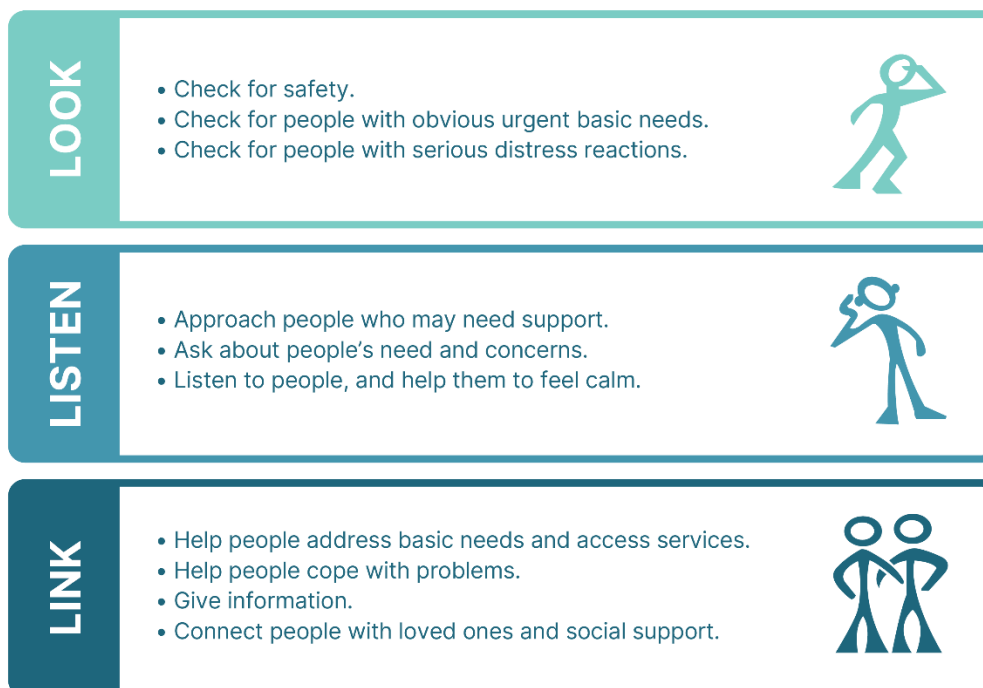 LOOK
• Check for safety.
• Check for people with obvious urgent basic needs.
• Check for people with serious distress reactions.
LISTEN
• Approach people who may need support.
• Ask about people’s need and concerns.
• Listen to people, and help them to feel calm.
LINK
• Help people address basic needs and access services.
• Help people cope with problems.
• Give information.
• Connect people with loved ones and social support.